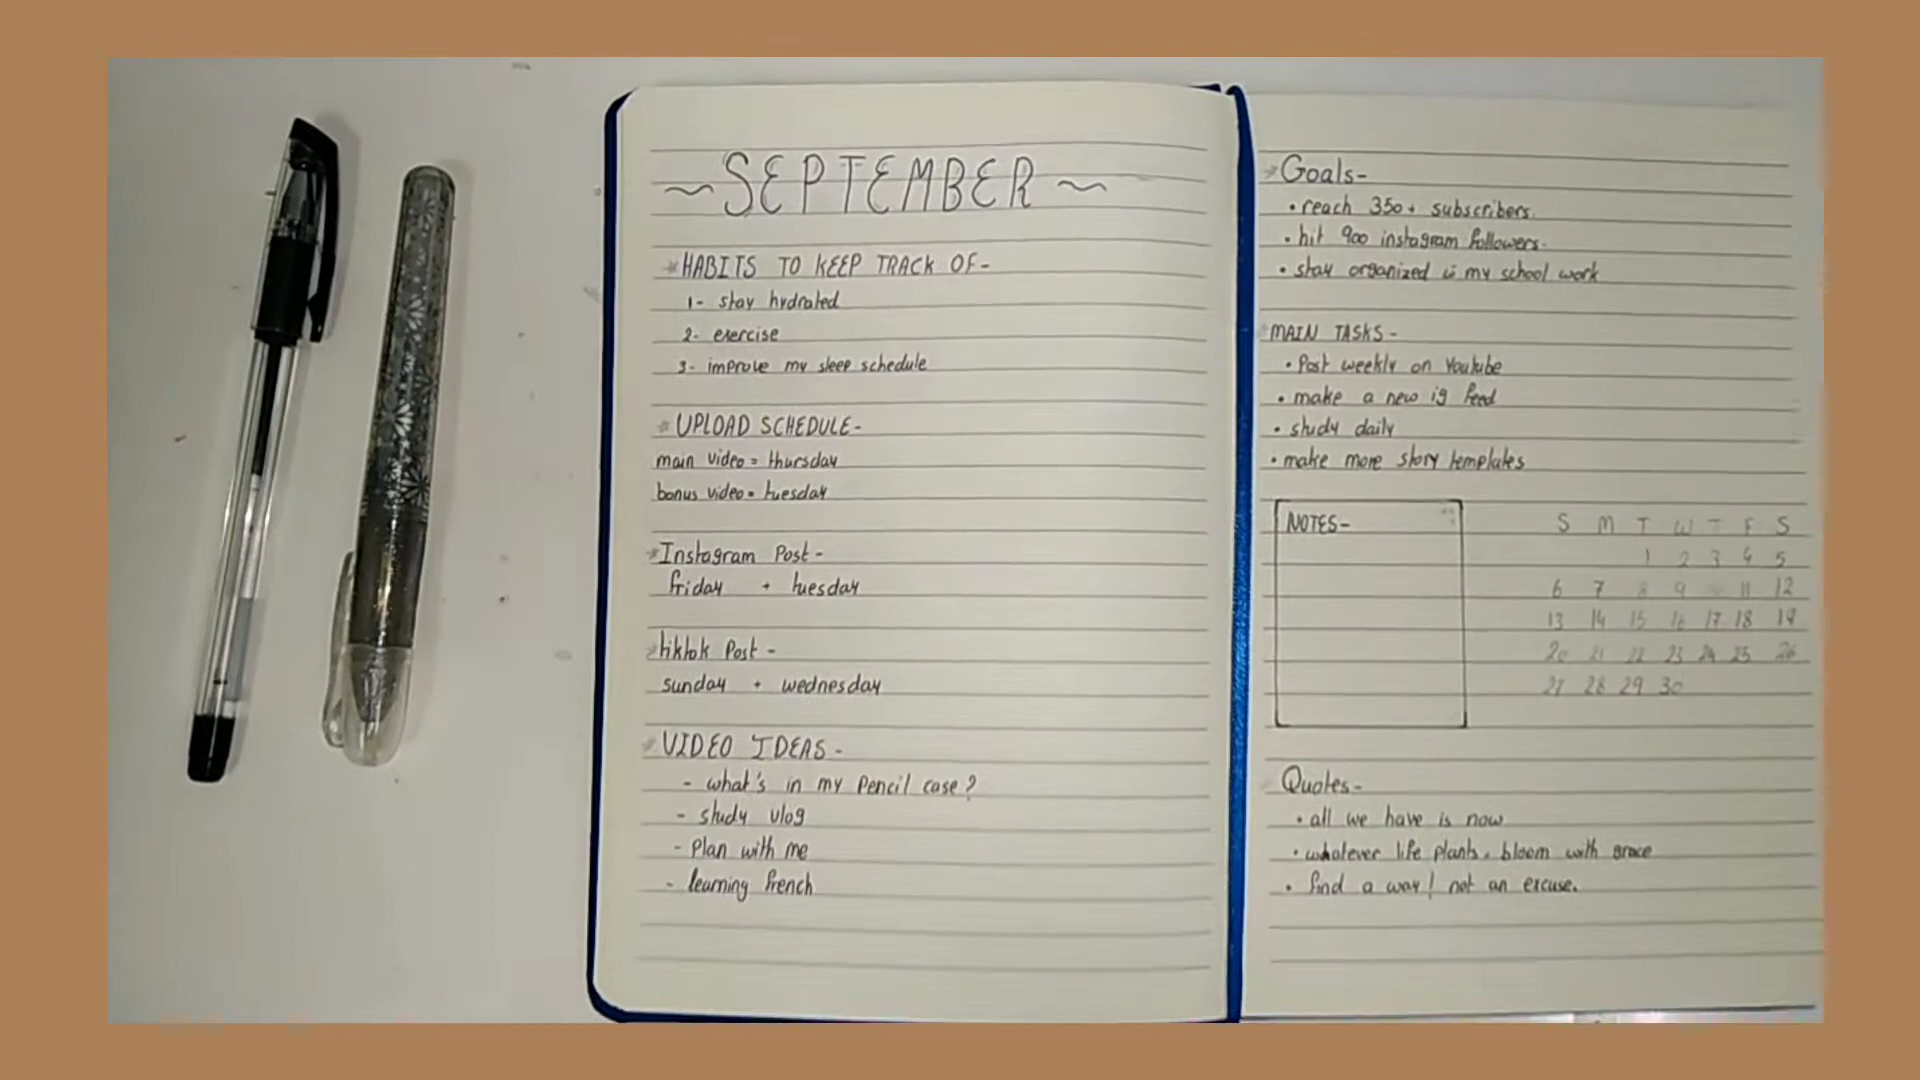 ~SEPTEMBER~
HABITS TO KEEP TRACK OF-
1- stay hydrated
2- exercise
3- improve my sleep schedule
UPLOAD SCHEDULE-
main video = thursday
bonus video = tuesday
Instagram Post-
friday + tuesday
tiktok Post-
sunday + wednesday
VIDEO IDEAS-
- what's in my pencil case?
- study vlog
- Plan with me
- learning french
Goals-
• reach 350+ subscribers.
• hit 900 instagram followers.
• stay organized in my school work
MAIN TASKS-
• Post weekly on Youtube
• make a new ig feed
• study daily
• make more story templates
NOTES-
S M T W T F S
1 2 3 4 5
6 7 8 9 11 12
13 14 15 16 17 18 19
20 21 22 23 24 25 26
27 28 29 30
Quotes-
• all we have is now
• whatever life plants, bloom with grace
• find a way! not an excuse.